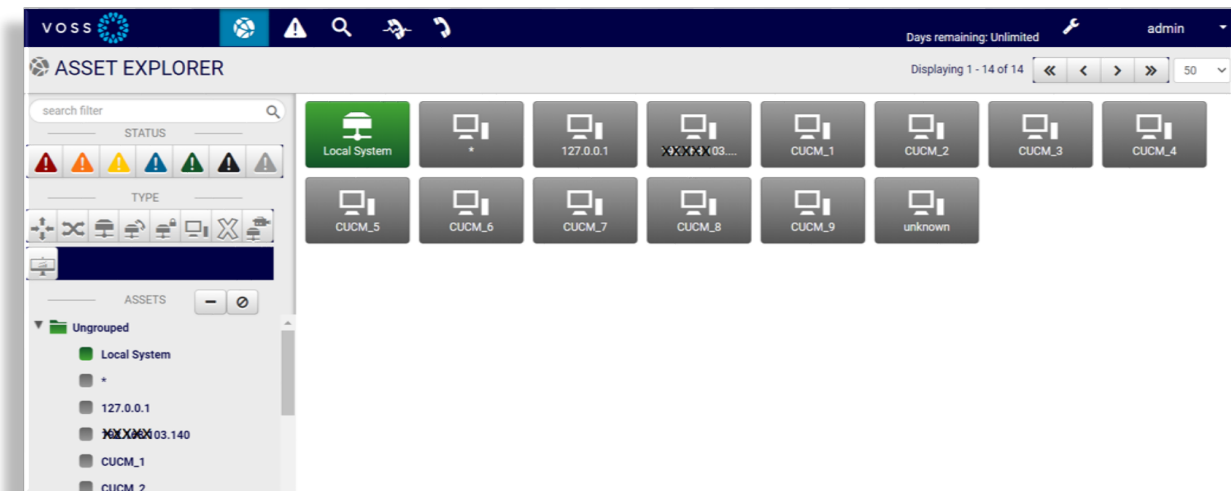 VOSS
Days remaining: Unlimited
admin
ASSET EXPLORER
Displaying 1 - 14 of 14
50
search filter
STATUS
TYPE
ASSETS
Ungrouped
Local System
*
127.0.0.1
103.140
CUCM_1
CUCM_2
Local System
*
127.0.0.1
03....
CUCM_1
CUCM_2
CUCM_3
CUCM_4
CUCM_5
CUCM_6
CUCM_7
CUCM_8
CUCM_9
unknown